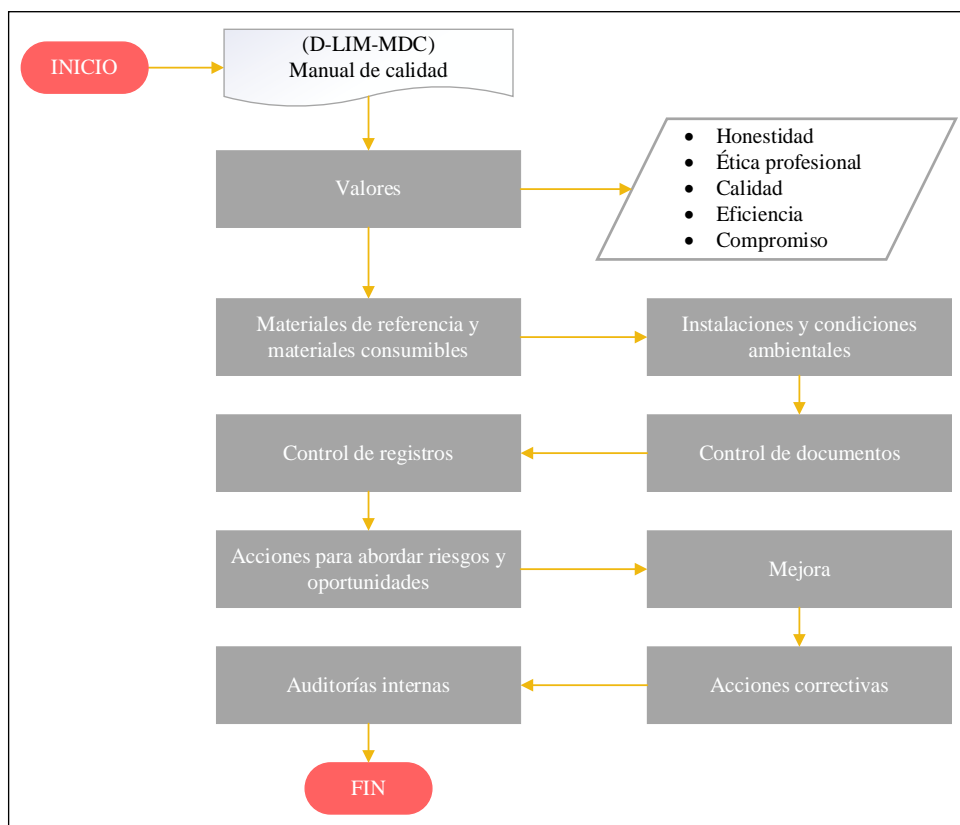 INICIO
(D-LIM-MDC)
Manual de calidad
Valores
• Honestidad
• Ética profesional
• Calidad
• Eficiencia
• Compromiso
Materiales de referencia y
materiales consumibles
Instalaciones y condiciones
ambientales
Control de registros
Control de documentos
Acciones para abordar riesgos y
oportunidades
Mejora
Auditorías internas
Acciones correctivas
FIN